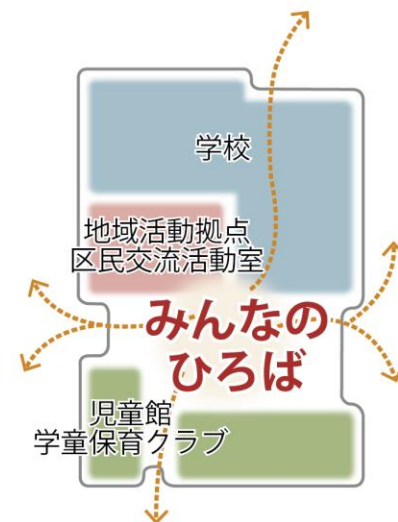 学校
地域活動拠点
区民交流活動室
みんなの
ひろば
児童館
学童保育クラブ